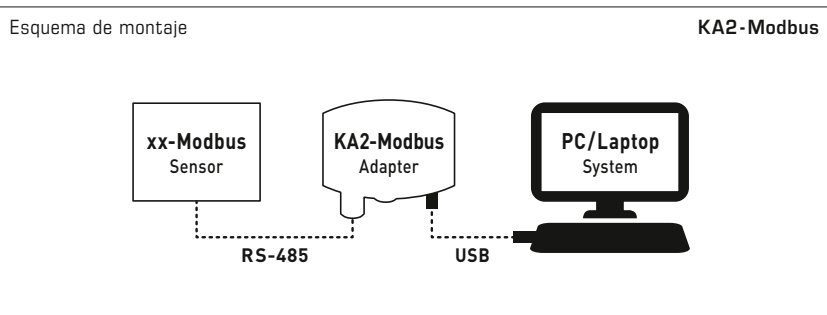 Esquema de montaje
KA2-Modbus
xx-Modbus
Sensor
KA2-Modbus
Adapter
PC/Laptop
System
RS-485
USB